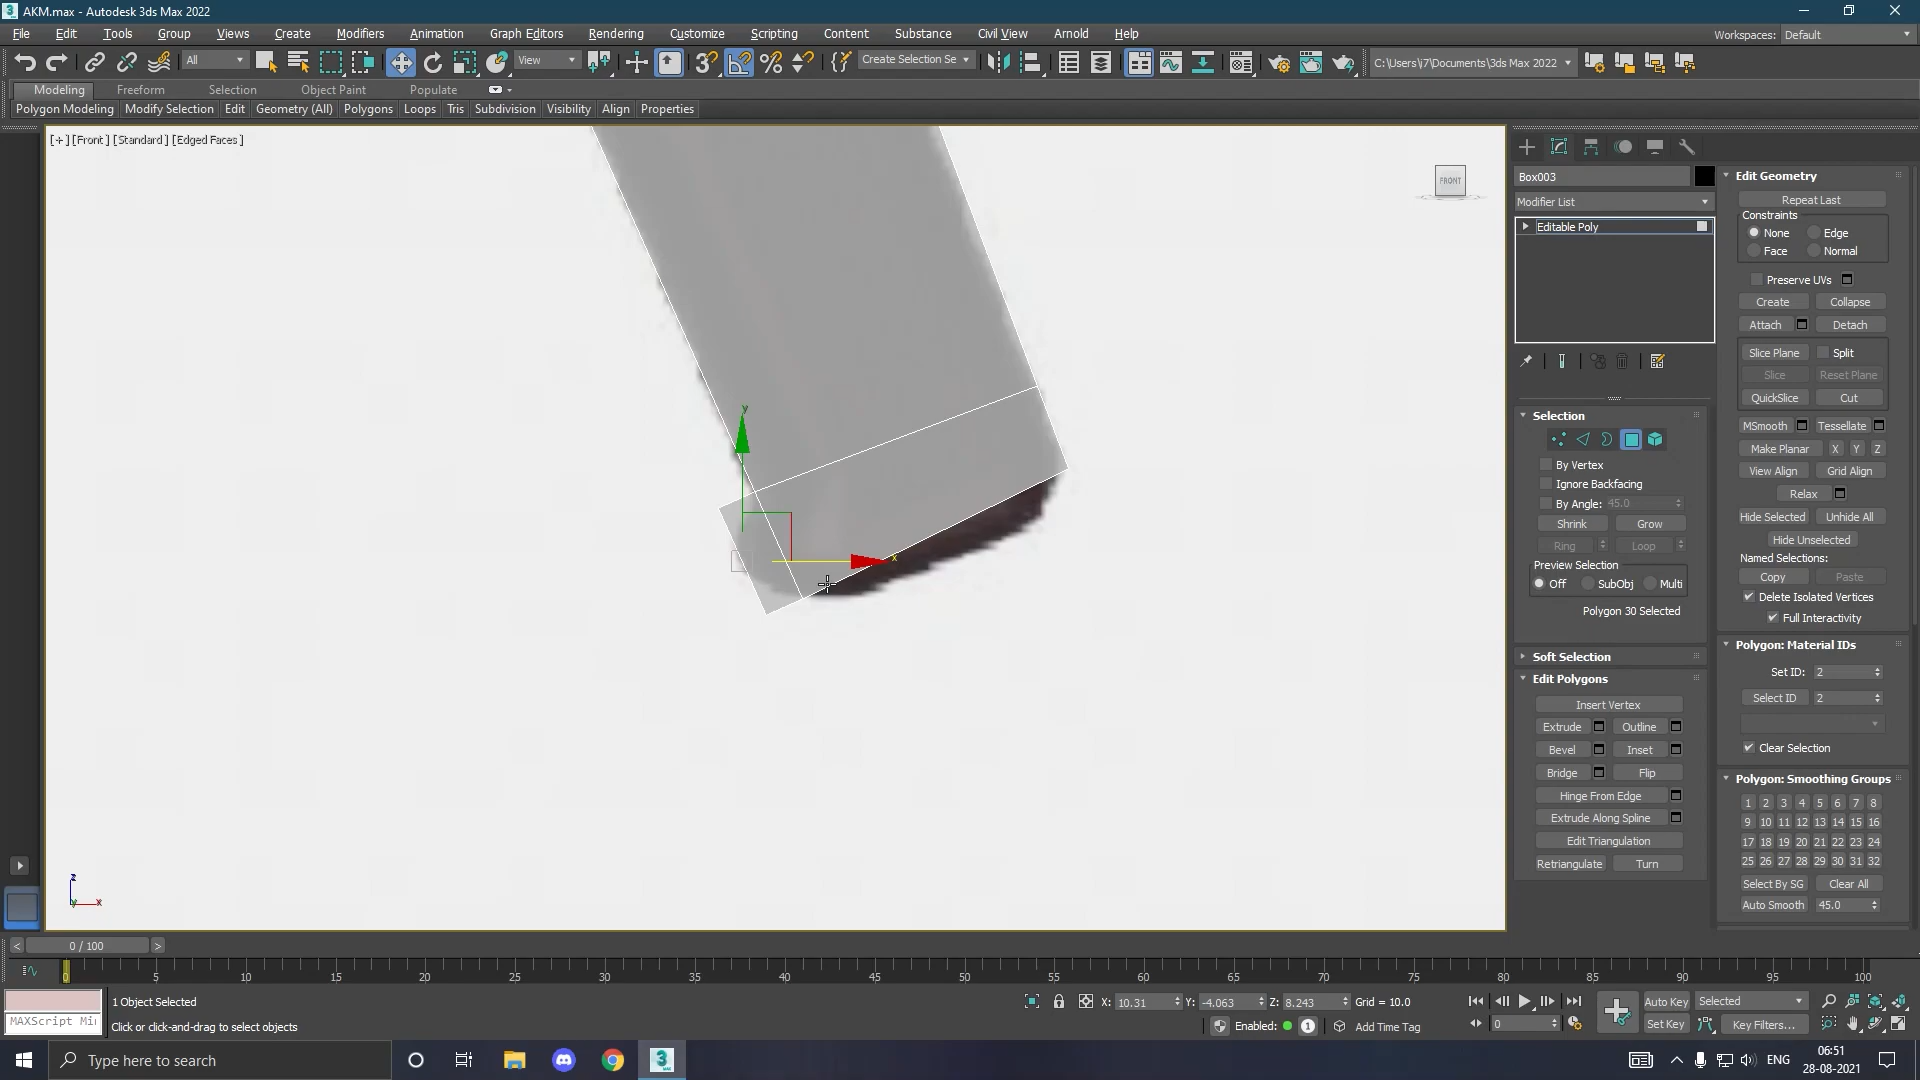 AKM.max - Autodesk 3ds Max 2022
File Edit Tools Group Views Create Modifiers Animation Graph Editors Rendering Customize Scripting Content Substance Civil View Arnold Help
Workspaces: Default
All View Create Selection Se C:\Users\j7\Documents\3ds Max 2022
Modeling Freeform Selection Object Paint Populate
Polygon Modeling Modify Selection Edit Geometry (All) Polygons Loops Tris Subdivision Visibility Align Properties
[+] [Front] [Standard] [Edged Faces]
FRONT
y
x
z
y
x
Box003
Modifier List
Editable Poly
Selection
By Vertex
Ignore Backfacing
By Angle: 45.0
Shrink Grow
Ring Loop
Preview Selection
Off SubObj Multi
Polygon 30 Selected
Soft Selection
Edit Polygons
Insert Vertex
Extrude Outline
Bevel Inset
Bridge Flip
Hinge From Edge
Extrude Along Spline
Edit Triangulation
Retriangulate Turn
Edit Geometry
Repeat Last
Constraints
None Edge
Face Normal
Preserve UVs
Create Collapse
Attach Detach
Slice Plane Split
Slice Reset Plane
QuickSlice Cut
MSmooth Tessellate
Make Planar X Y Z
View Align Grid Align
Relax
Hide Selected Unhide All
Hide Unselected
Named Selections:
Copy Paste
Delete Isolated Vertices
Full Interactivity
Polygon: Material IDs
Set ID: 2
Select ID 2
Clear Selection
Polygon: Smoothing Groups
1 2 3 4 5 6 7 8
9 10 11 12 13 14 15 16
17 18 19 20 21 22 23 24
25 26 27 28 29 30 31 32
Select By SG Clear All
Auto Smooth 45.0
< 0 / 100 >
0 5 10 15 20 25 30 35 40 45 50 55 60 65 70 75 80 85 90 95 100
1 Object Selected
X: 10.31 Y: -4.063 Z: 8.243 Grid = 10.0
Auto Key Selected
MAXScript Mi
Click or click-and-drag to select objects
Enabled: 1 Add Time Tag
0
Set Key Key Filters...
Type here to search
ENG
06:51
28-08-2021